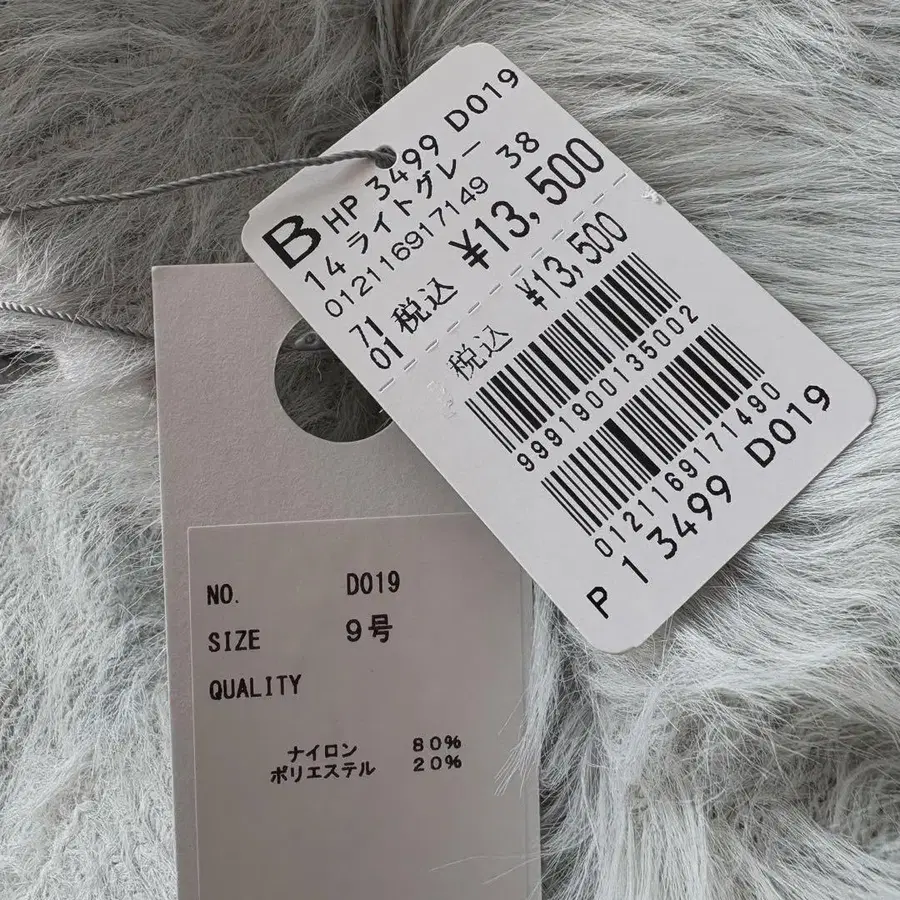 B HP 3499 D019
14 ライトグレー
0121169171449 38
71 税込 ¥13,500
01
税込 ¥13,500
9991900135002
0121169171490
P 1 3499 D019
NO. D019
SIZE 9号
QUALITY
ナイロン 80%
ポリエステル 20%